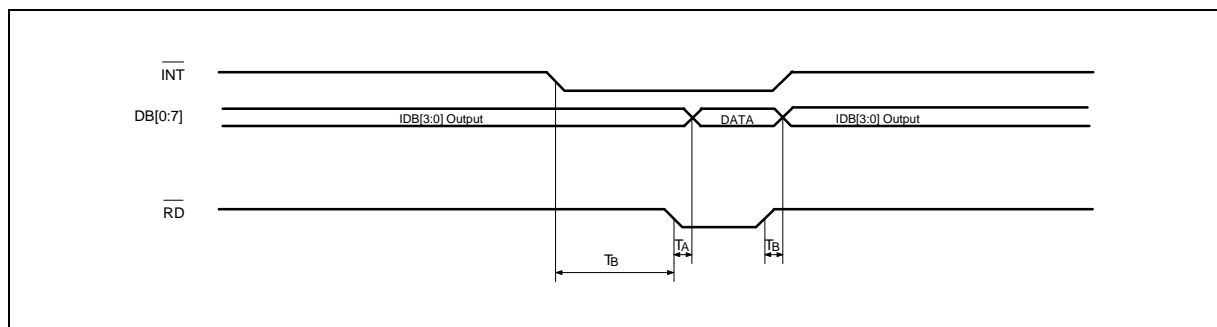 INT
DB[0:7]
IDB[3:0] Output
DATA
IDB[3:0] Output
RD
TA
TB
TB